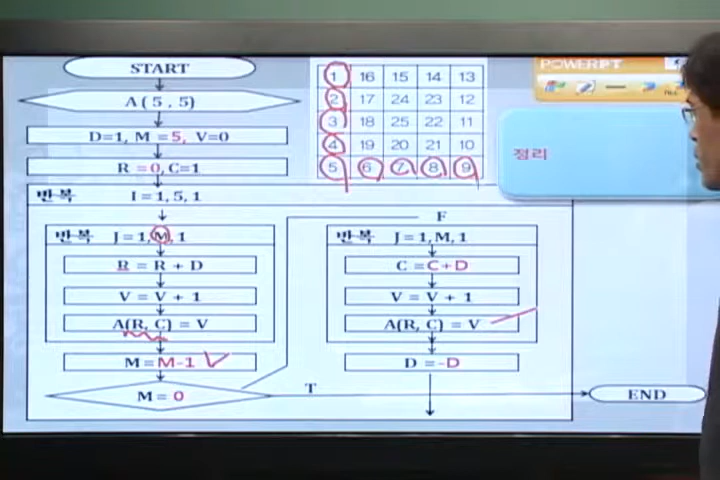 START
A ( 5 , 5 )
D=1, M =5, V=0
R =0, C=1
반복 I = 1, 5, 1
반복 J = 1, M, 1
R = R + D
V = V + 1
A(R, C) = V
M= M-1
M = 0
F
반복 J = 1, M, 1
C =C+D
V = V + 1
A(R, C) = V
D = -D
T
END
1 16 15 14 13
2 17 24 23 12
3 18 25 22 11
4 19 20 21 10
5 6 7 8 9
POWERPT
정리